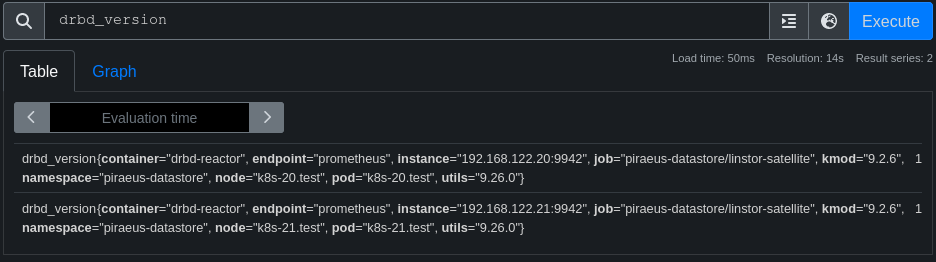 drbd_version
Execute
Load time: 50ms Resolution: 14s Result series: 2
Table Graph
Evaluation time
drbd_version{container="drbd-reactor", endpoint="prometheus", instance="192.168.122.20:9942", job="piraeus-datastore/linstor-satellite", kmod="9.2.6", 1
namespace="piraeus-datastore", node="k8s-20.test", pod="k8s-20.test", utils="9.26.0"}
drbd_version{container="drbd-reactor", endpoint="prometheus", instance="192.168.122.21:9942", job="piraeus-datastore/linstor-satellite", kmod="9.2.6", 1
namespace="piraeus-datastore", node="k8s-21.test", pod="k8s-21.test", utils="9.26.0"}